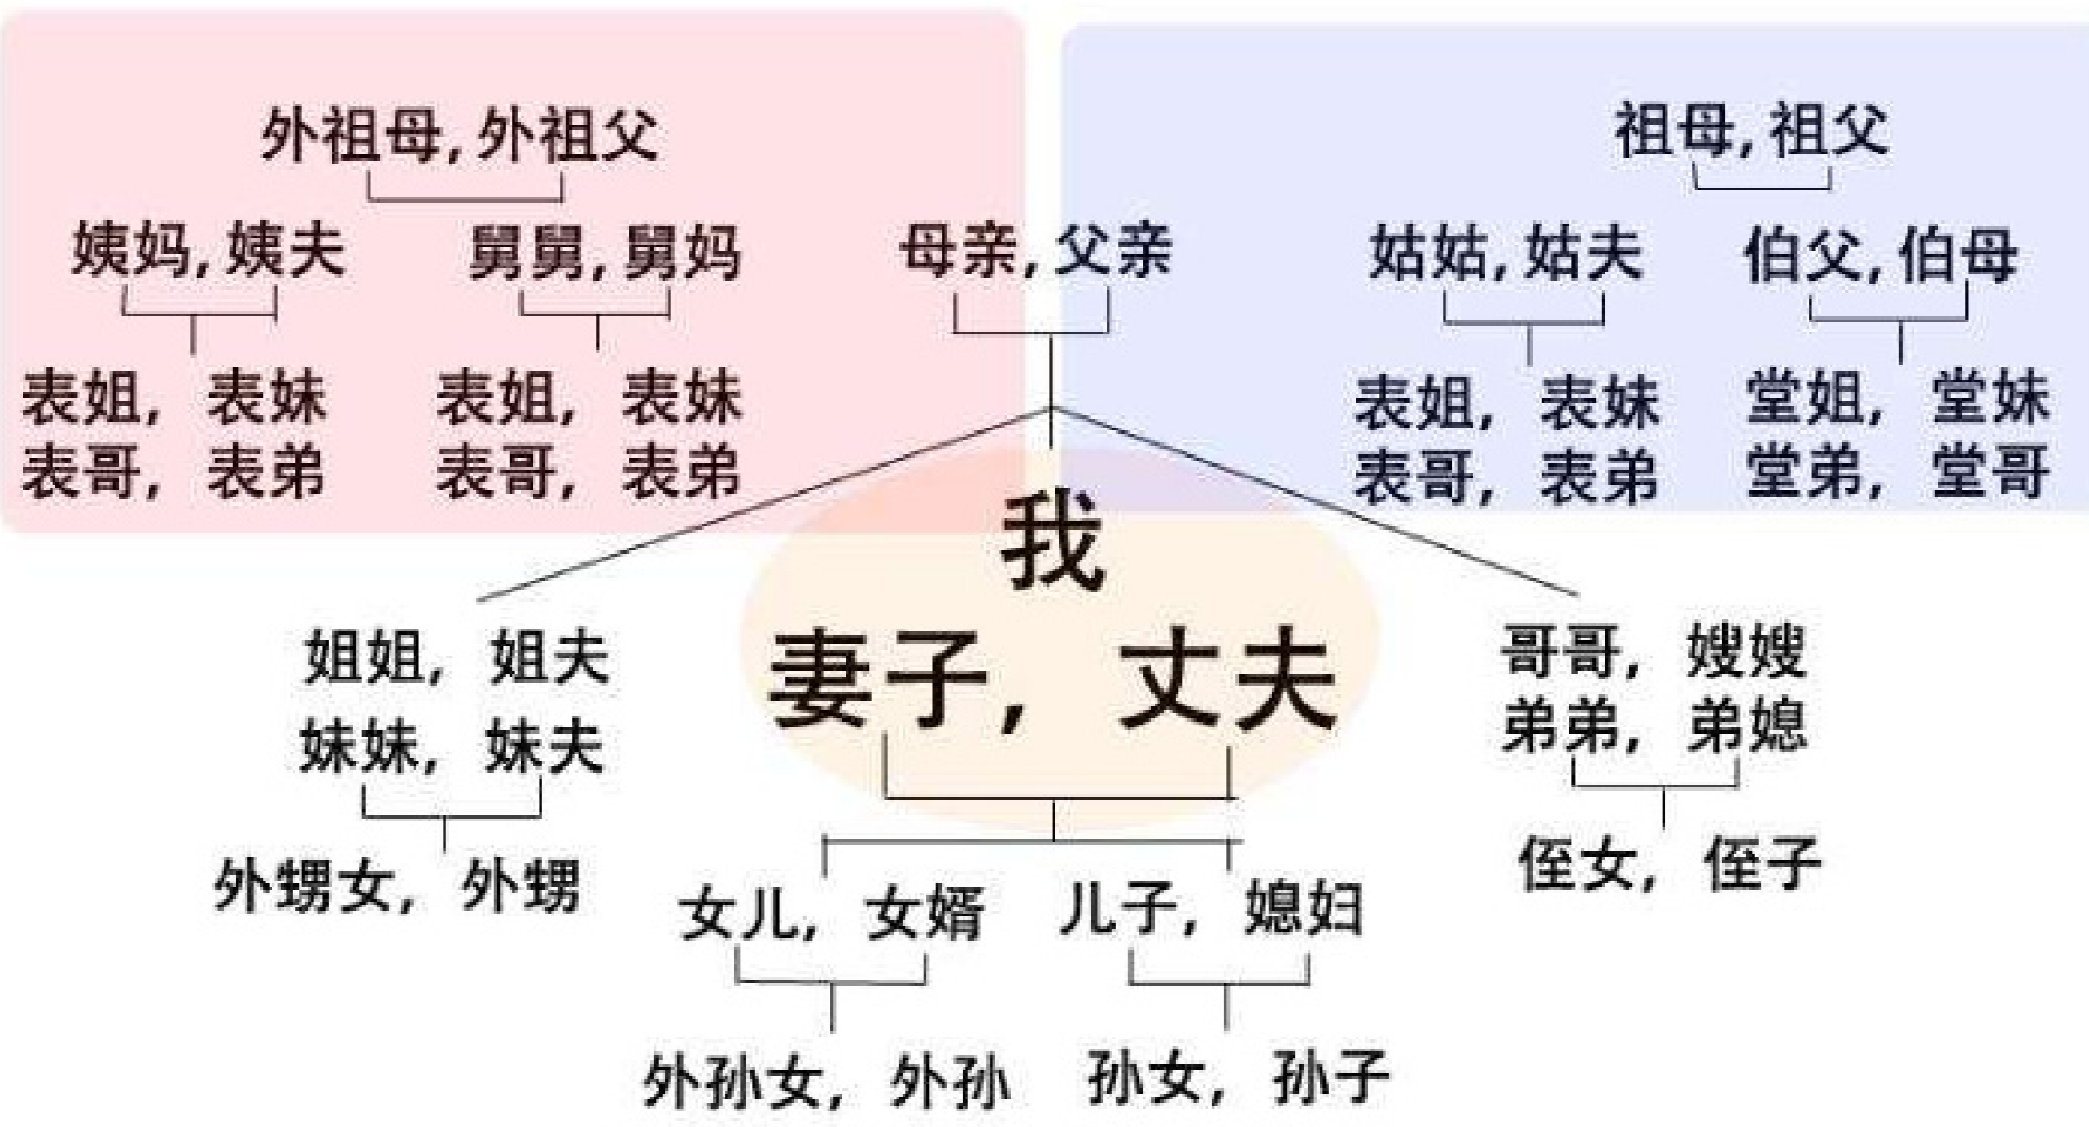 外祖母, 外祖父
祖母, 祖父
姨妈, 姨夫
舅舅, 舅妈
母亲, 父亲
姑姑, 姑夫
伯父, 伯母
表姐, 表妹
表哥, 表弟
表姐, 表妹
表哥, 表弟
表姐, 表妹
表哥, 表弟
堂姐, 堂妹
堂弟, 堂哥
我
妻子, 丈夫
姐姐, 姐夫
妹妹, 妹夫
哥哥, 嫂嫂
弟弟, 弟媳
外甥女, 外甥
侄女, 侄子
女儿, 女婿
儿子, 媳妇
外孙女, 外孙
孙女, 孙子